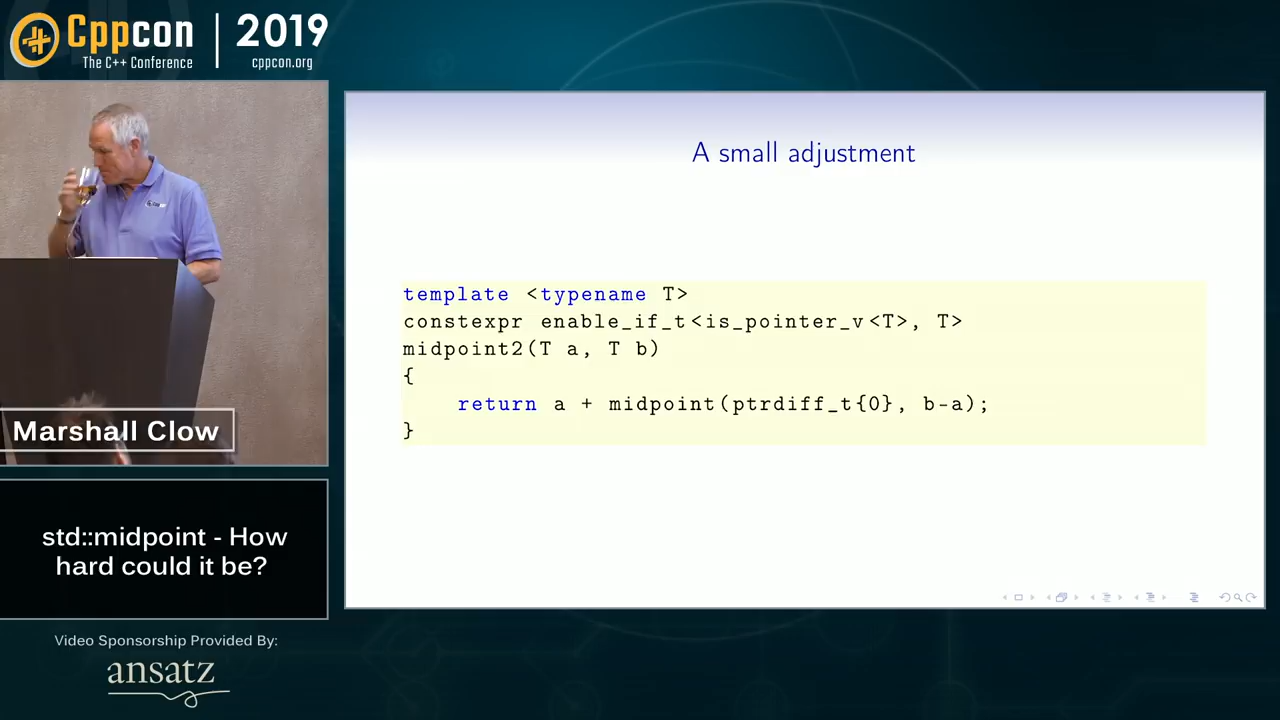 Cppcon
The C++ Conference
2019
cppcon.org
A small adjustment
template <typename T>
constexpr enable_if_t<is_pointer_v<T>, T>
midpoint2(T a, T b)
{
    return a + midpoint(ptrdiff_t{0}, b-a);
}
Marshall Clow
std::midpoint - How
hard could it be?
Video Sponsorship Provided By:
ansatz